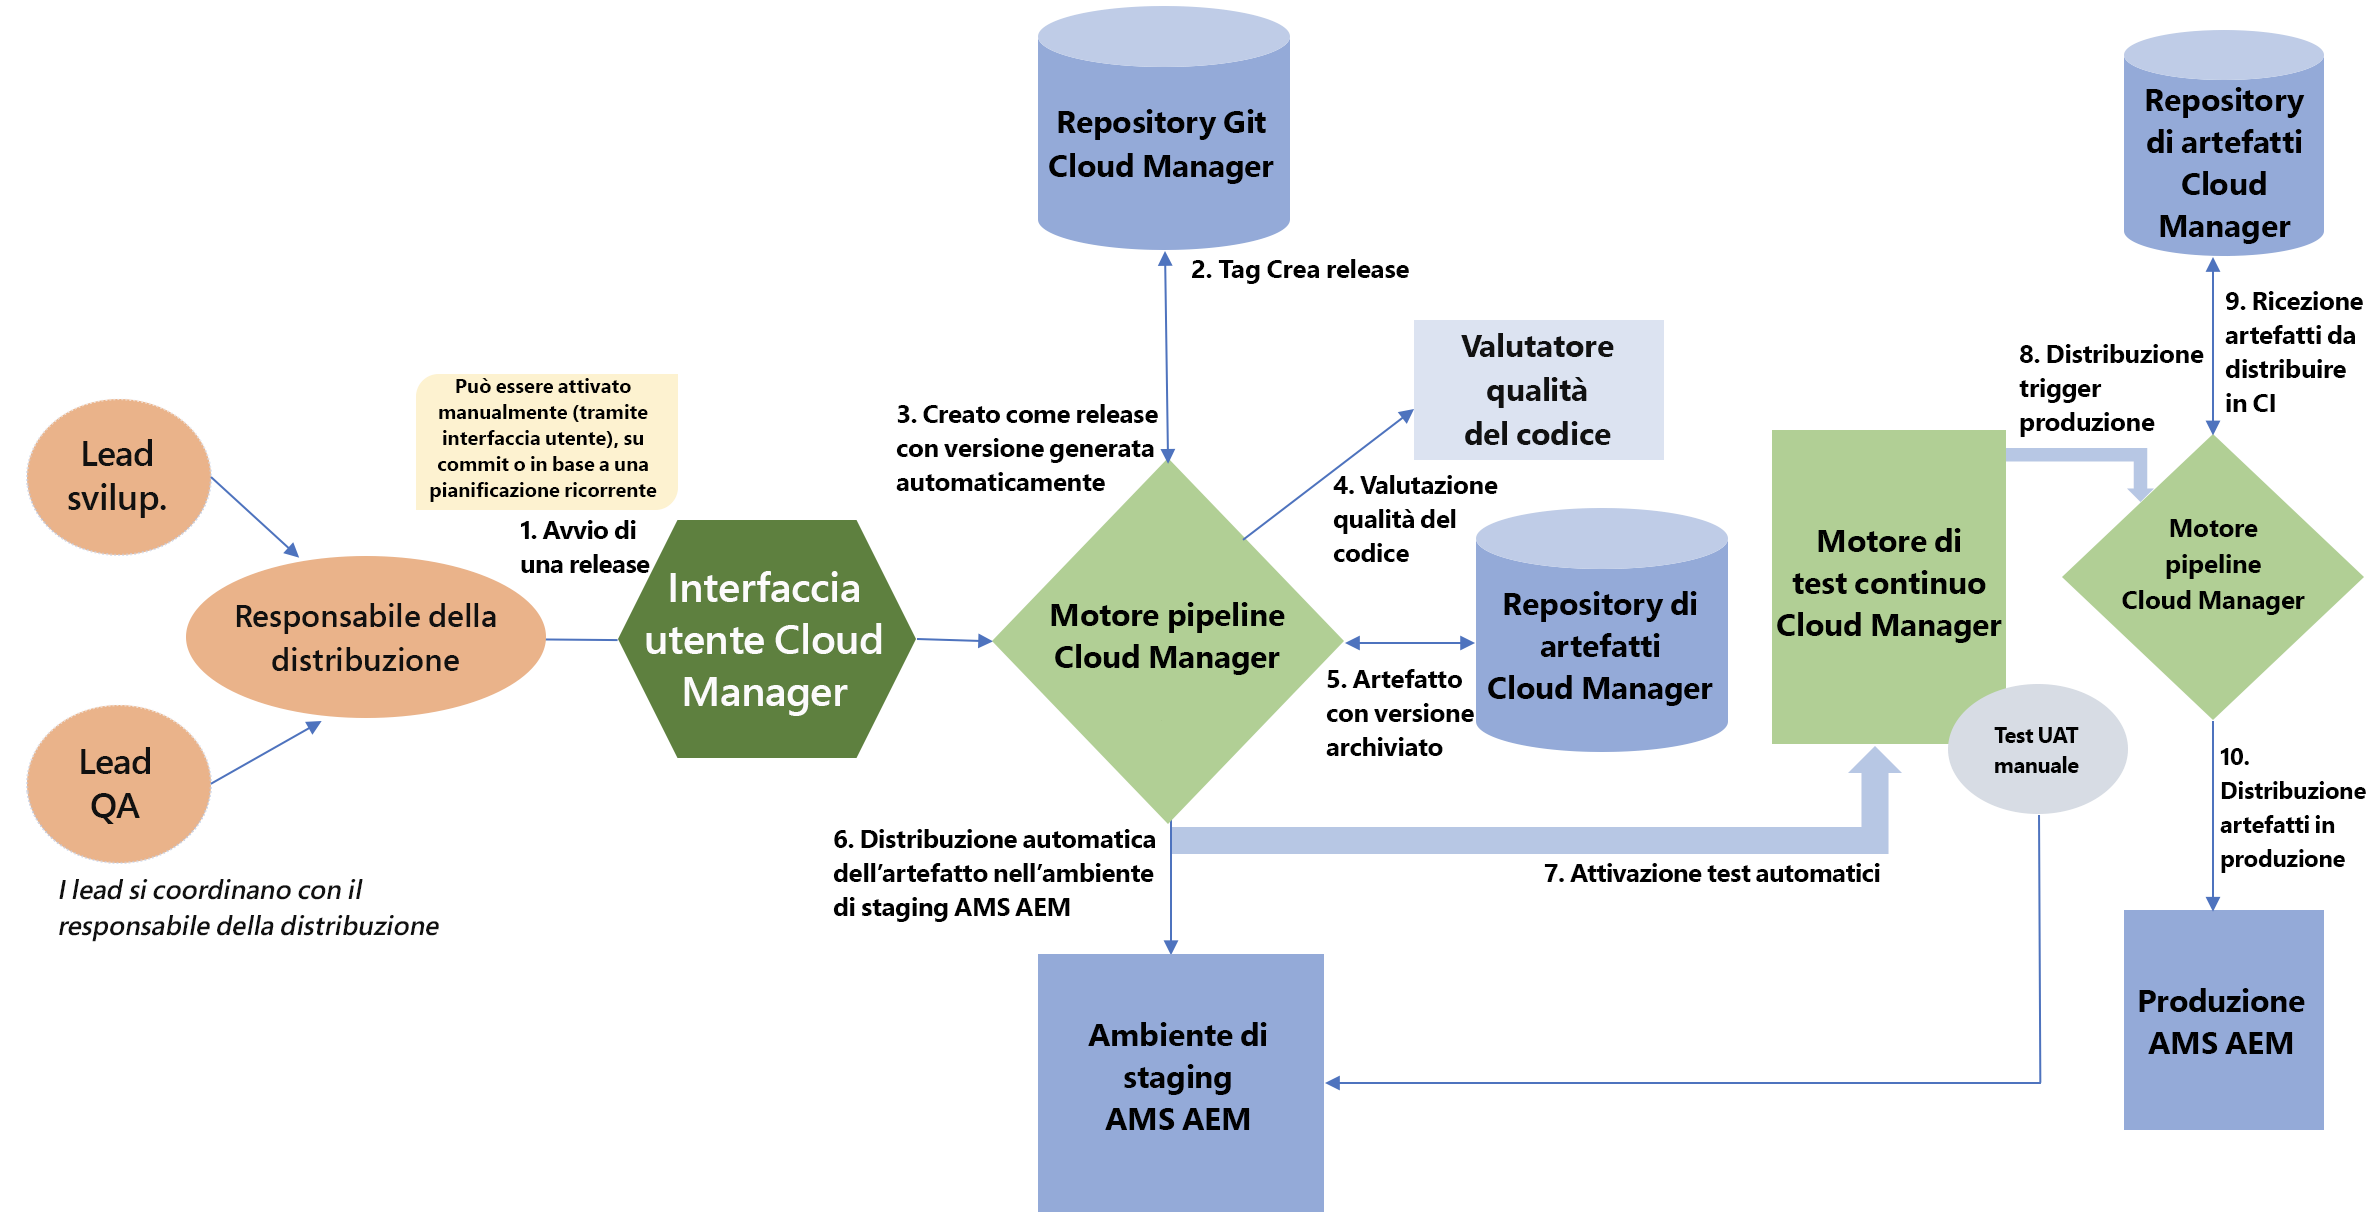 Repository Git
Cloud Manager
Repository
di artefatti
Cloud
Manager
2. Tag Crea release
9. Ricezione
artefatti da
distribuire
in CI
8. Distribuzione
trigger
produzione
Valutatore
qualità
del codice
Può essere attivato
manualmente (tramite
interfaccia utente), su
commit o in base a una
pianificazione ricorrente
3. Creato come release
con versione generata
automaticamente
Lead
svilup.
4. Valutazione
qualità del
codice
1. Avvio di
una release
Responsabile della
distribuzione
Interfaccia
utente Cloud
Manager
Motore pipeline
Cloud Manager
Repository di
artefatti
Cloud Manager
Motore di
test continuo
Cloud Manager
Motore
pipeline
Cloud Manager
5. Artefatto
con versione
archiviato
Test UAT
manuale
Lead
QA
10.
Distribuzione
artefatti in
produzione
6. Distribuzione automatica
dell’artefatto nell’ambiente
di staging AMS AEM
7. Attivazione test automatici
I lead si coordinano con il
responsabile della distribuzione
Ambiente di
staging
AMS AEM
Produzione
AMS AEM